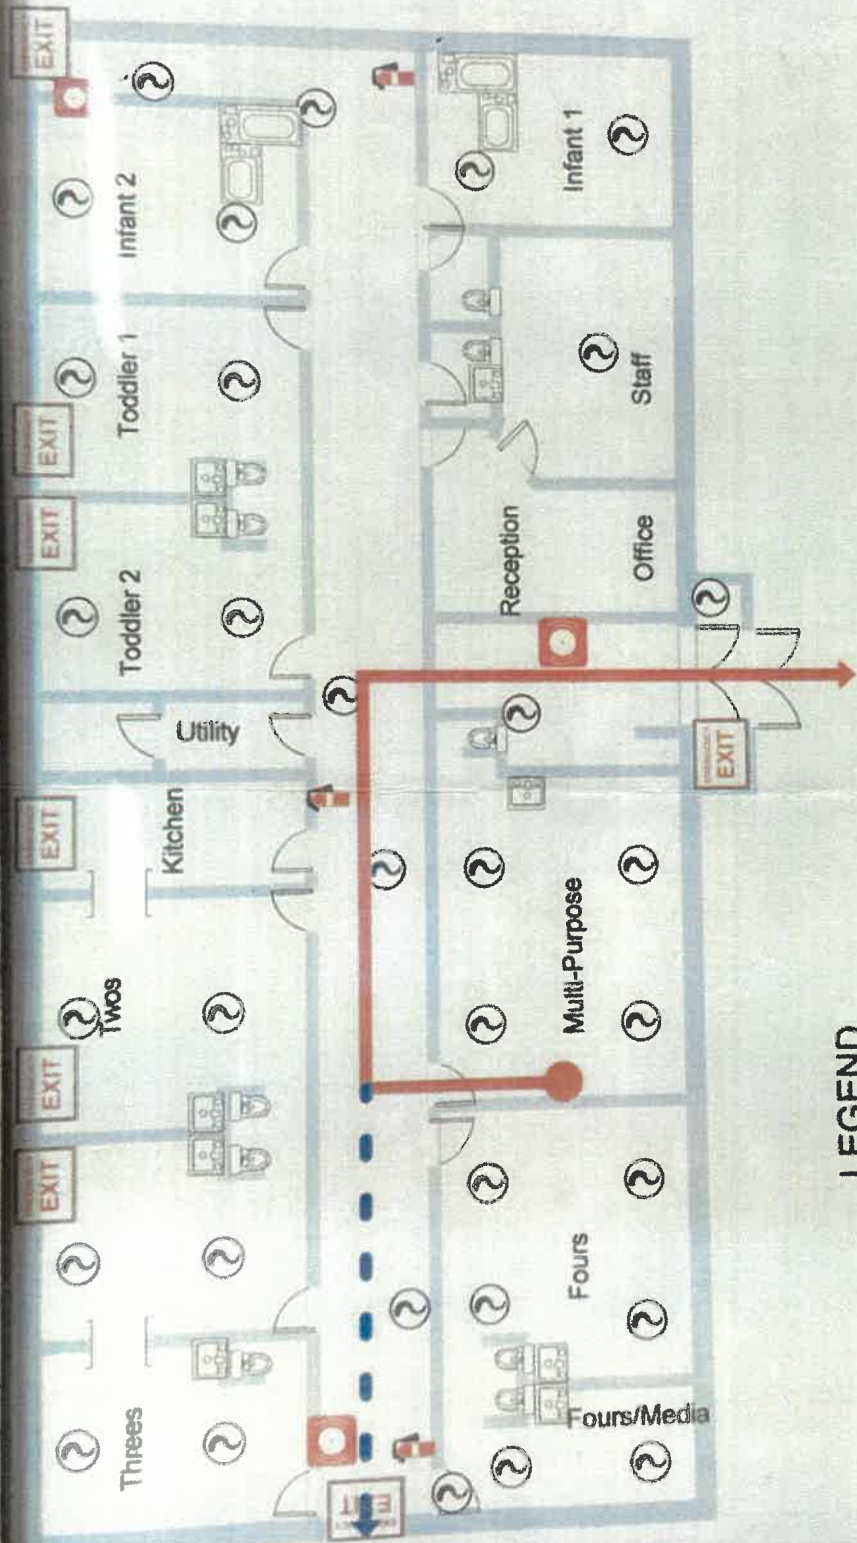 EXIT
EXIT
EXIT
EXIT
EXIT
EXIT
Threes
Twos
Kitchen
Utility
Toddler 2
Toddler 1
Infant 2
EXIT
Fours/Media
Fours
Multi-Purpose
EXIT
Reception
Office
Staff
Infant 1
LEGEND